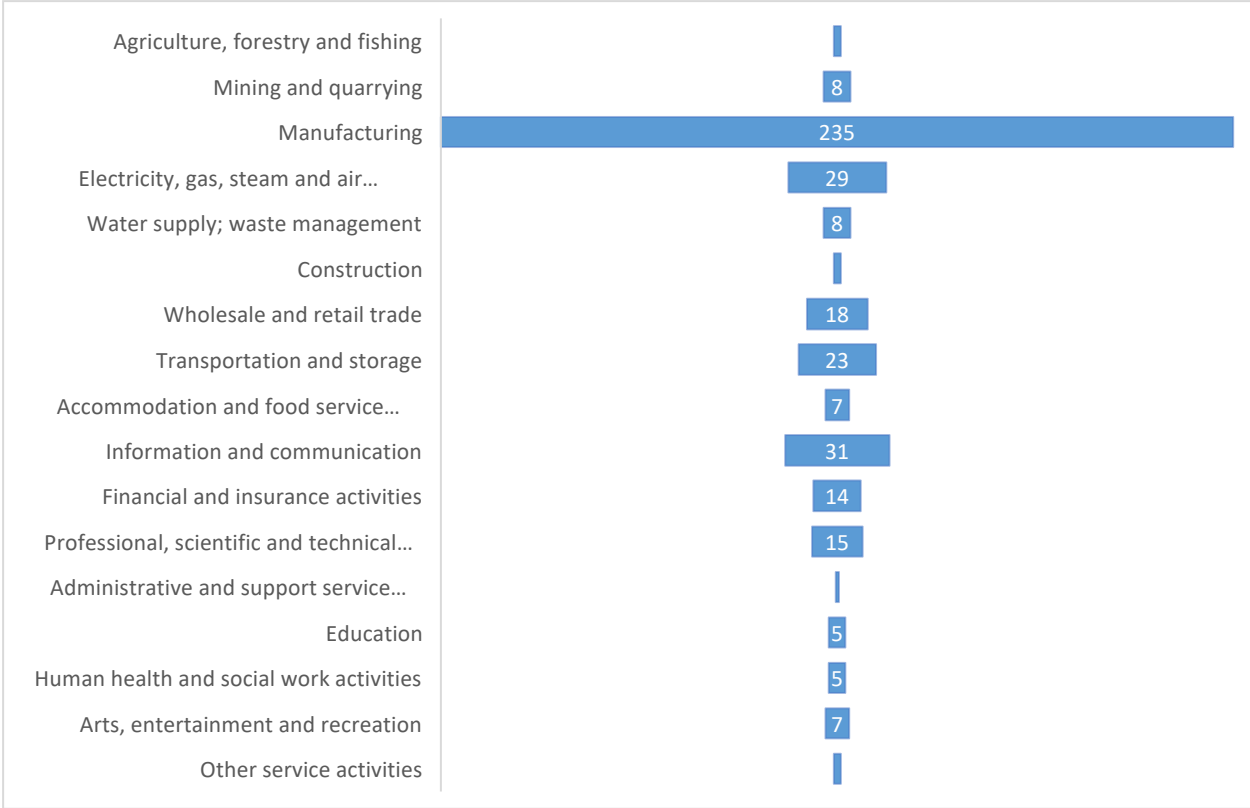 Agriculture, forestry and fishing
Mining and quarrying 8
Manufacturing 235
Electricity, gas, steam and air… 29
Water supply; waste management 8
Construction
Wholesale and retail trade 18
Transportation and storage 23
Accommodation and food service… 7
Information and communication 31
Financial and insurance activities 14
Professional, scientific and technical… 15
Administrative and support service…
Education 5
Human health and social work activities 5
Arts, entertainment and recreation 7
Other service activities